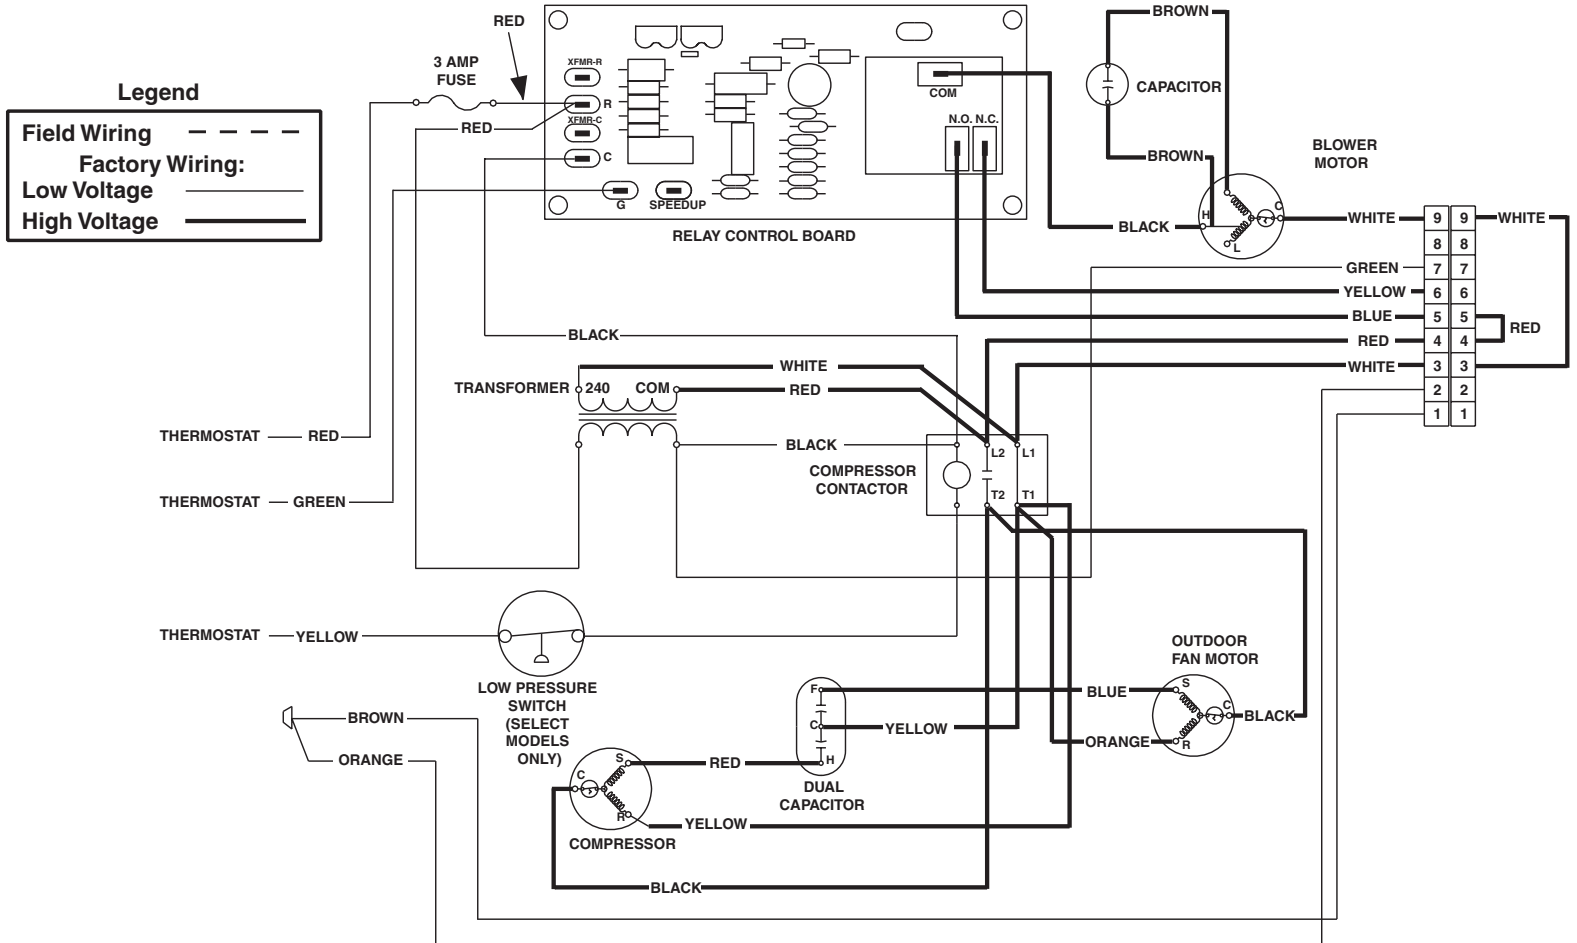 Legend
Field Wiring
Factory Wiring:
Low Voltage
High Voltage
RED
3 AMP
FUSE
RED
XFMR-R
R
XFMR-C
C
G
SPEEDUP
COM
N.O. N.C.
RELAY CONTROL BOARD
BROWN
CAPACITOR
BROWN
BLOWER
MOTOR
BLACK
H
C
L
WHITE
9 9
WHITE
8 8
GREEN
7 7
YELLOW
6 6
BLUE
5 5
RED
RED
4 4
WHITE
3 3
2 2
1 1
BLACK
WHITE
TRANSFORMER
240
COM
RED
THERMOSTAT
RED
BLACK
COMPRESSOR
CONTACTOR
L2
L1
T2
T1
THERMOSTAT
GREEN
THERMOSTAT
YELLOW
LOW PRESSURE
SWITCH
(SELECT
MODELS
ONLY)
OUTDOOR
FAN MOTOR
F
BLUE
S
C
BLACK
C
YELLOW
ORANGE
R
BROWN
ORANGE
S
RED
H
C
DUAL
CAPACITOR
R
YELLOW
COMPRESSOR
BLACK